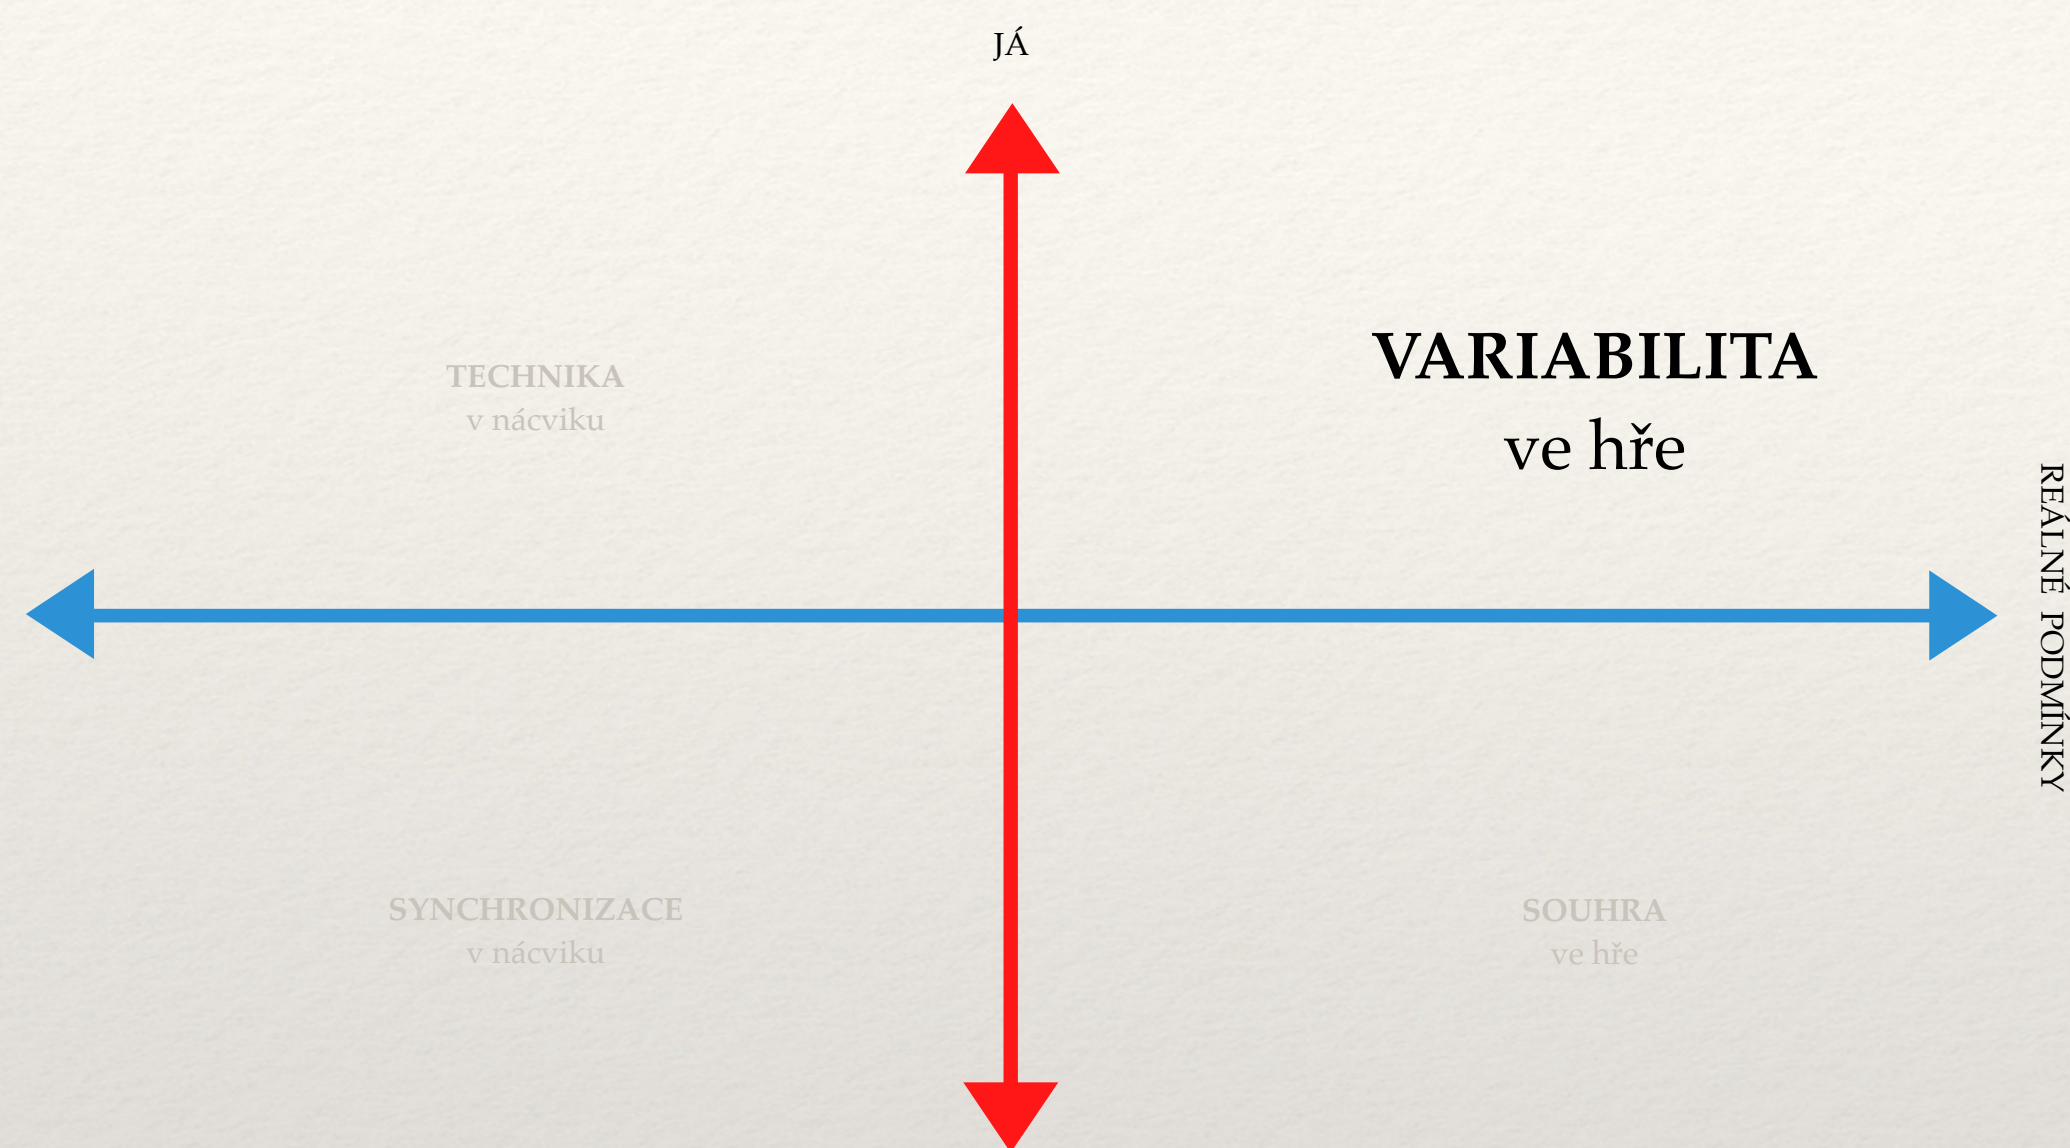 JÁ
TECHNIKA
v nácviku
VARIABILITA
ve hře
REÁLNÉ PODMÍNKY
SYNCHRONIZACE
v nácviku
SOUHRA
ve hře